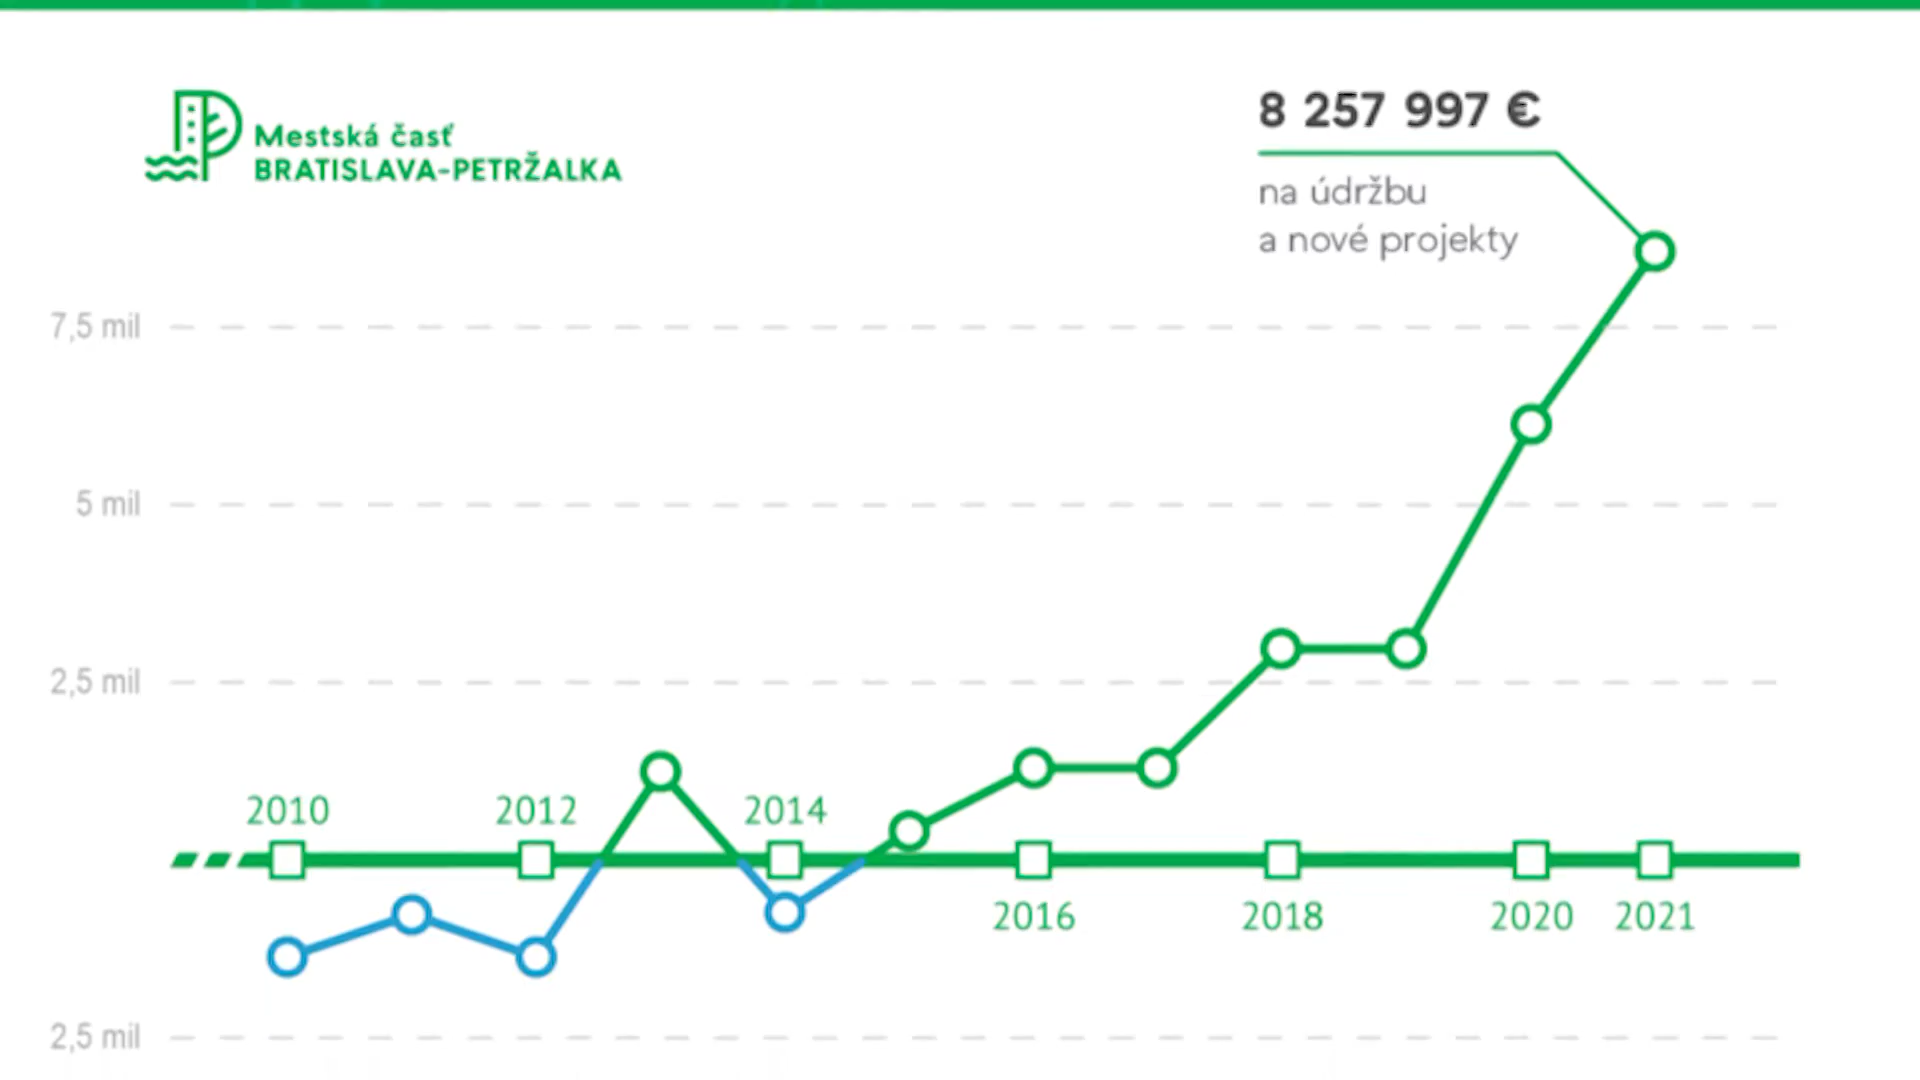 Mestská časť
BRATISLAVA-PETRŽALKA
8 257 997 €
na údržbu
a nové projekty
7,5 mil
5 mil
2,5 mil
2010
2012
2014
2016
2018
2020
2021
2,5 mil